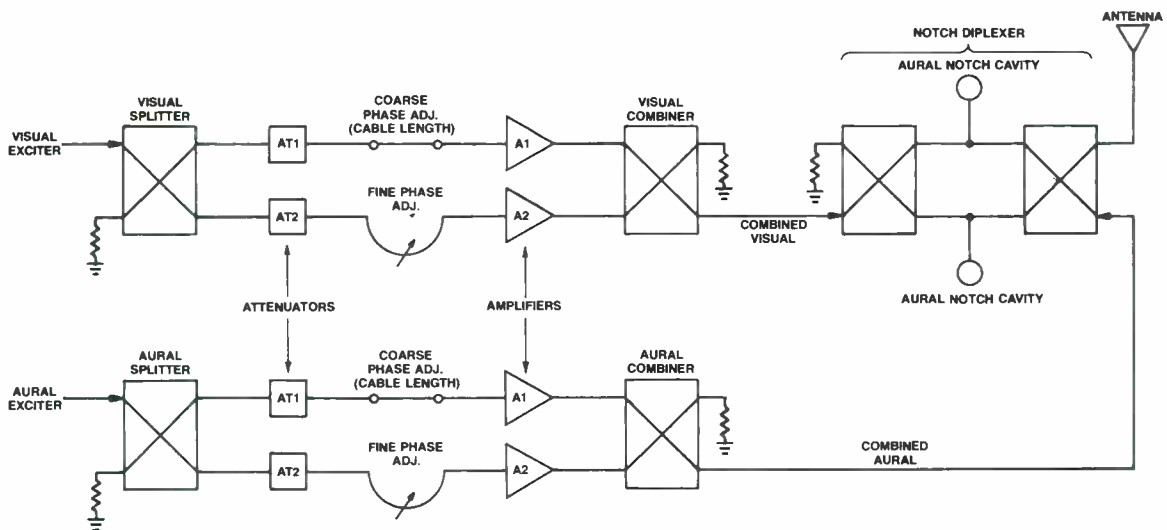 ANTENNA
NOTCH DIPLEXER
AURAL NOTCH CAVITY
VISUAL
SPLITTER
COARSE
PHASE ADJ.
(CABLE LENGTH)
VISUAL
COMBINER
VISUAL
EXCITER
AT1
A1
FINE PHASE
ADJ.
AT2
A2
COMBINED
VISUAL
AURAL NOTCH CAVITY
ATTENUATORS
AMPLIFIERS
AURAL
SPLITTER
COARSE
PHASE ADJ.
(CABLE LENGTH)
AURAL
COMBINER
AURAL
EXCITER
AT1
A1
FINE PHASE
ADJ.
AT2
A2
COMBINED
AURAL